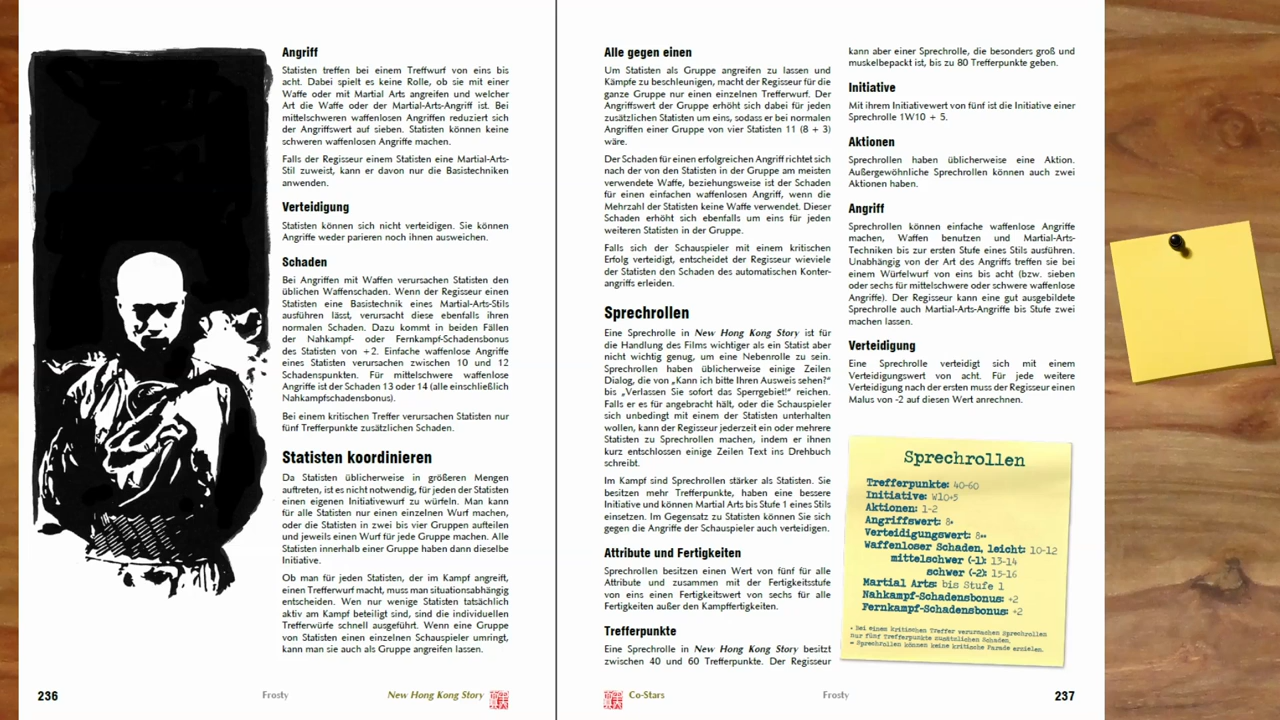 Angriff
Statisten treffen bei einem Treffwurf von eins bis
acht. Dabei spielt es keine Rolle, ob sie mit einer
Waffe oder mit Martial Arts angreifen und welcher
Art die Waffe oder der Martial-Arts-Angriff ist. Bei
mittelschweren waffenlosen Angriffen reduziert sich
der Angriffswert auf sieben. Statisten können keine
schweren waffenlosen Angriffe machen.
Falls der Regisseur einem Statisten eine Martial-Arts-
Stil zuweist, kann er davon nur die Basistechniken
anwenden.
Verteidigung
Statisten können sich nicht verteidigen. Sie können
Angriffe weder parieren noch ihnen ausweichen.
Schaden
Bei Angriffen mit Waffen verursachen Statisten den
üblichen Waffenschaden. Wenn der Regisseur einen
Statisten eine Basistechnik eines Martial-Arts-Stils
ausführen lässt, verursacht diese ebenfalls ihren
normalen Schaden. Dazu kommt in beiden Fällen
der Nahkampf- oder Fernkampf-Schadensbonus
des Statisten von +2. Einfache waffenlose Angriffe
eines Statisten verursachen zwischen 10 und 12
Schadenspunkten. Für mittelschwere waffenlose
Angriffe ist der Schaden 13 oder 14 (alle einschließlich
Nahkampfschadensbonus).
Bei einem kritischen Treffer verursachen Statisten nur
fünf Trefferpunkte zusätzlichen Schaden.
Statisten koordinieren
Da Statisten üblicherweise in größeren Mengen
auftreten, ist es nicht notwendig, für jeden der Statisten
einen eigenen Initiativewurf zu würfeln. Man kann
für alle Statisten nur einen einzelnen Wurf machen,
oder die Statisten in zwei bis vier Gruppen aufteilen
und jeweils einen Wurf für jede Gruppe machen. Alle
Statisten innerhalb einer Gruppe haben dann dieselbe
Initiative.
Ob man für jeden Statisten, der im Kampf angreift,
einen Trefferwurf macht, muss man situationsabhängig
entscheiden. Wen nur wenige Statisten tatsächlich
aktiv am Kampf beteiligt sind, sind die individuellen
Trefferwürfe schnell ausgeführt. Wenn eine Gruppe
von Statisten einen einzelnen Schauspieler umringt,
kann man sie auch als Gruppe angreifen lassen.
236
Frosty
New Hong Kong Story
Alle gegen einen
Um Statisten als Gruppe angreifen zu lassen und
Kämpfe zu beschleunigen, macht der Regisseur für die
ganze Gruppe nur einen einzelnen Trefferwurf. Der
Angriffswert der Gruppe erhöht sich dabei für jeden
zusätzlichen Statisten um eins, sodass er bei normalen
Angriffen einer Gruppe von vier Statisten 11 (8 + 3)
wäre.
Der Schaden für einen erfolgreichen Angriff richtet sich
nach der von den Statisten in der Gruppe am meisten
verwendete Waffe, beziehungsweise ist der Schaden
für einen einfachen waffenlosen Angriff, wenn die
Mehrzahl der Statisten keine Waffe verwendet. Dieser
Schaden erhöht sich ebenfalls um eins für jeden
weiteren Statisten in der Gruppe.
Falls sich der Schauspieler mit einem kritischen
Erfolg verteidigt, entscheidet der Regisseur wieviele
der Statisten den Schaden des automatischen Konter-
angriffs erleiden.
Sprechrollen
Eine Sprechrolle in New Hong Kong Story ist für
die Handlung des Films wichtiger als ein Statist aber
nicht wichtig genug, um eine Nebenrolle zu sein.
Sprechrollen haben üblicherweise einige Zeilen
Dialog, die von „Kann ich bitte Ihren Ausweis sehen?“
bis „Verlassen Sie sofort das Sperrgebiet!“ reichen.
Falls er es für angebracht hält, oder die Schauspieler
sich unbedingt mit einem der Statisten unterhalten
wollen, kann der Regisseur jederzeit ein oder mehrere
Statisten zu Sprechrollen machen, indem er ihnen
kurz entschlossen einige Zeilen Text ins Drehbuch
schreibt.
Im Kampf sind Sprechrollen stärker als Statisten. Sie
besitzen mehr Trefferpunkte, haben eine bessere
Initiative und können Martial Arts bis Stufe 1 eines Stils
einsetzen. Im Gegensatz zu Statisten können Sie sich
gegen die Angriffe der Schauspieler auch verteidigen.
Attribute und Fertigkeiten
Sprechrollen besitzen einen Wert von fünf für alle
Attribute und zusammen mit der Fertigkeitsstufe
von eins einen Fertigkeitswert von sechs für alle
Fertigkeiten außer den Kampffertigkeiten.
Trefferpunkte
Eine Sprechrolle in New Hong Kong Story besitzt
zwischen 40 und 60 Trefferpunkte. Der Regisseur
kann aber einer Sprechrolle, die besonders groß und
muskelbepackt ist, bis zu 80 Trefferpunkte geben.
Initiative
Mit ihrem Initiativewert von fünf ist die Initiative einer
Sprechrolle 1W10 + 5.
Aktionen
Sprechrollen haben üblicherweise eine Aktion.
Außergewöhnliche Sprechrollen können auch zwei
Aktionen haben.
Angriff
Sprechrollen können einfache waffenlose Angriffe
machen, Waffen benutzen und Martial-Arts-
Techniken bis zur ersten Stufe eines Stils ausführen.
Unabhängig von der Art des Angriffs treffen sie bei
einem Würfelwurf von eins bis acht (bzw. sieben
oder sechs für mittelschwere oder schwere waffenlose
Angriffe). Der Regisseur kann eine gut ausgebildete
Sprechrolle auch Martial-Arts-Angriffe bis Stufe zwei
machen lassen.
Verteidigung
Eine Sprechrolle verteidigt sich mit einem
Verteidigungswert von acht. Für jede weitere
Verteidigung nach der ersten muss der Regisseur einen
Malus von -2 auf diesen Wert anrechnen.
Sprechrollen
Trefferpunkte: 40-60
Initiative: W10+5
Aktionen: 1-2
Angriffswert: 8*
Verteidigungswert: 8**
Waffenloser Schaden, leicht: 10-12
mittelschwer (-1): 13-14
schwer (-2): 15-16
Martial Arts: bis Stufe 1
Nahkampf-Schadensbonus: +2
Fernkampf-Schadensbonus: +2
* Bei einem kritischen Treffer verursachen Sprechrollen
nur fünf Trefferpunkte zusätzlichen Schaden.
** Sprechrollen können keine kritische Parade erzielen.
Co-Stars
Frosty
237